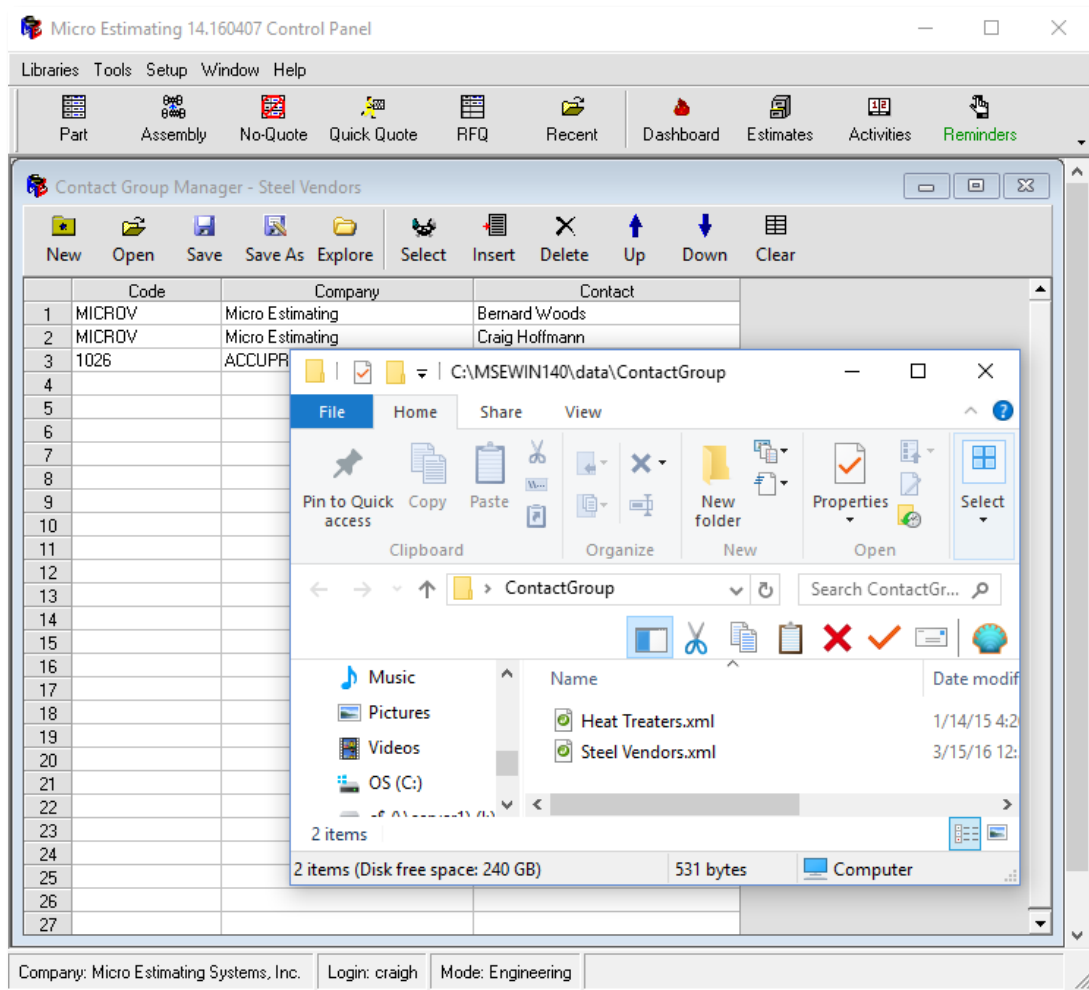 Micro Estimating 14.160407 Control Panel
Libraries Tools Setup Window Help
Part Assembly No-Quote Quick Quote RFQ Recent Dashboard Estimates Activities Reminders
Contact Group Manager - Steel Vendors
New Open Save Save As Explore Select Insert Delete Up Down Clear
Code Company Contact
1 MICROV Micro Estimating Bernard Woods
2 MICROV Micro Estimating Craig Hoffmann
3 1026 ACCUPR
4
5
6
7
8
9
10
11
12
13
14
15
16
17
18
19
20
21
22
23
24
25
26
27
C:\MSEWIN140\data\ContactGroup
File Home Share View
Pin to Quick access Copy Paste New folder Properties Select
Clipboard Organize New Open
ContactGroup Search ContactGr...
Music
Pictures
Videos
OS (C:)
Name Date modif
Heat Treaters.xml 1/14/15 4:2
Steel Vendors.xml 3/15/16 12:
2 items
2 items (Disk free space: 240 GB) 531 bytes Computer
Company: Micro Estimating Systems, Inc. Login: craigh Mode: Engineering